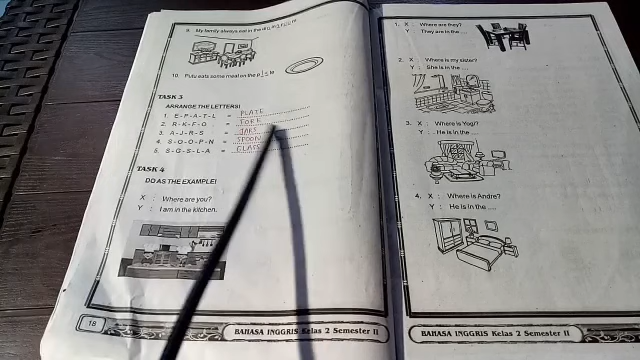 9. My family always eat in the
10. Putu eats some meal on the plate
TASK 3
ARRANGE THE LETTERS!
1. E - P - A - T - L = PLATE
2. R - K - F - O = FORK
3. A - J - R - S = JARS
4. S - O - O - P - N = SPOON
5. S - G - S - L - A = GLASS
TASK 4
DO AS THE EXAMPLE!
X : Where are you?
Y : I am in the kitchen.
18
BAHASA INGGRIS Kelas 2 Semester II
1. X : Where are they?
Y : They are in the ....
2. X : Where is my sister?
Y : She is in the ....
3. X : Where is Yogi?
Y : He is in the ....
4. X : Where is Andre?
Y : He is in the ....
BAHASA INGGRIS Kelas 2 Semester II